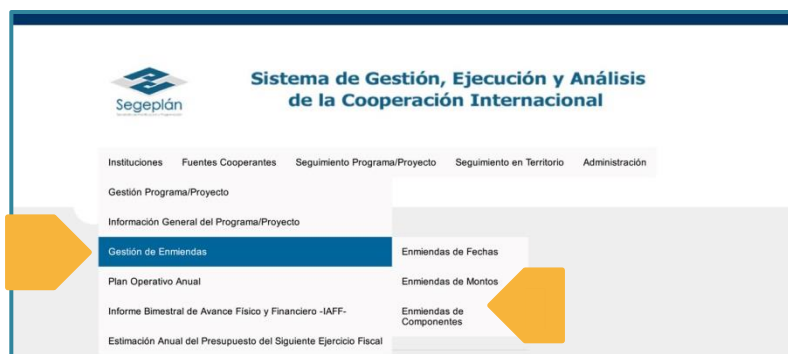 Segeplán
Sistema de Gestión, Ejecución y Análisis
de la Cooperación Internacional
Instituciones Fuentes Cooperantes Seguimiento Programa/Proyecto Seguimiento en Territorio Administración
Gestión Programa/Proyecto
Información General del Programa/Proyecto
Gestión de Enmiendas
Enmiendas de Fechas
Plan Operativo Anual
Enmiendas de Montos
Informe Bimestral de Avance Físico y Financiero -IAFF-
Enmiendas de
Componentes
Estimación Anual del Presupuesto del Siguiente Ejercicio Fiscal